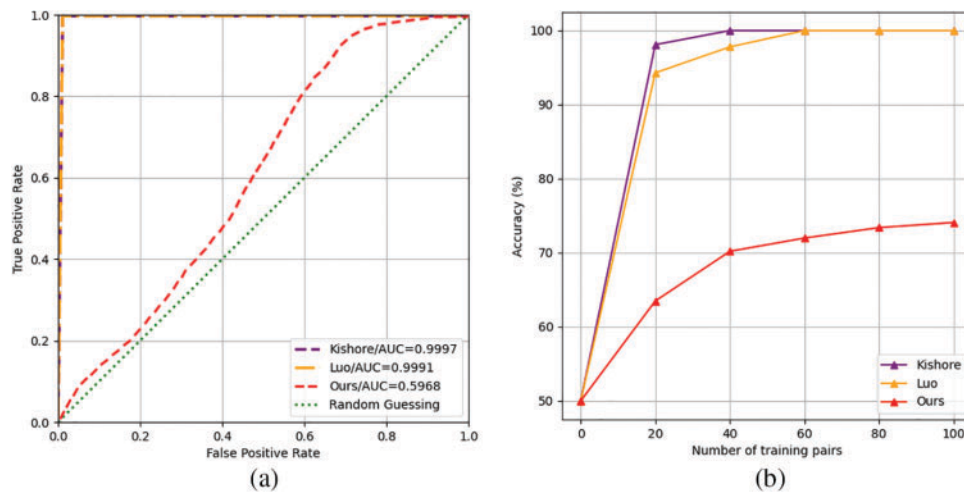 1.0
0.8
0.6
0.4
0.2
0.0
True Positive Rate
0.0 0.2 0.4 0.6 0.8 1.0
False Positive Rate
Kishore/AUC=0.9997
Luo/AUC=0.9991
Ours/AUC=0.5968
Random Guessing
(a)
100
90
80
70
60
50
Accuracy (%)
0 20 40 60 80 100
Number of training pairs
Kishore
Luo
Ours
(b)